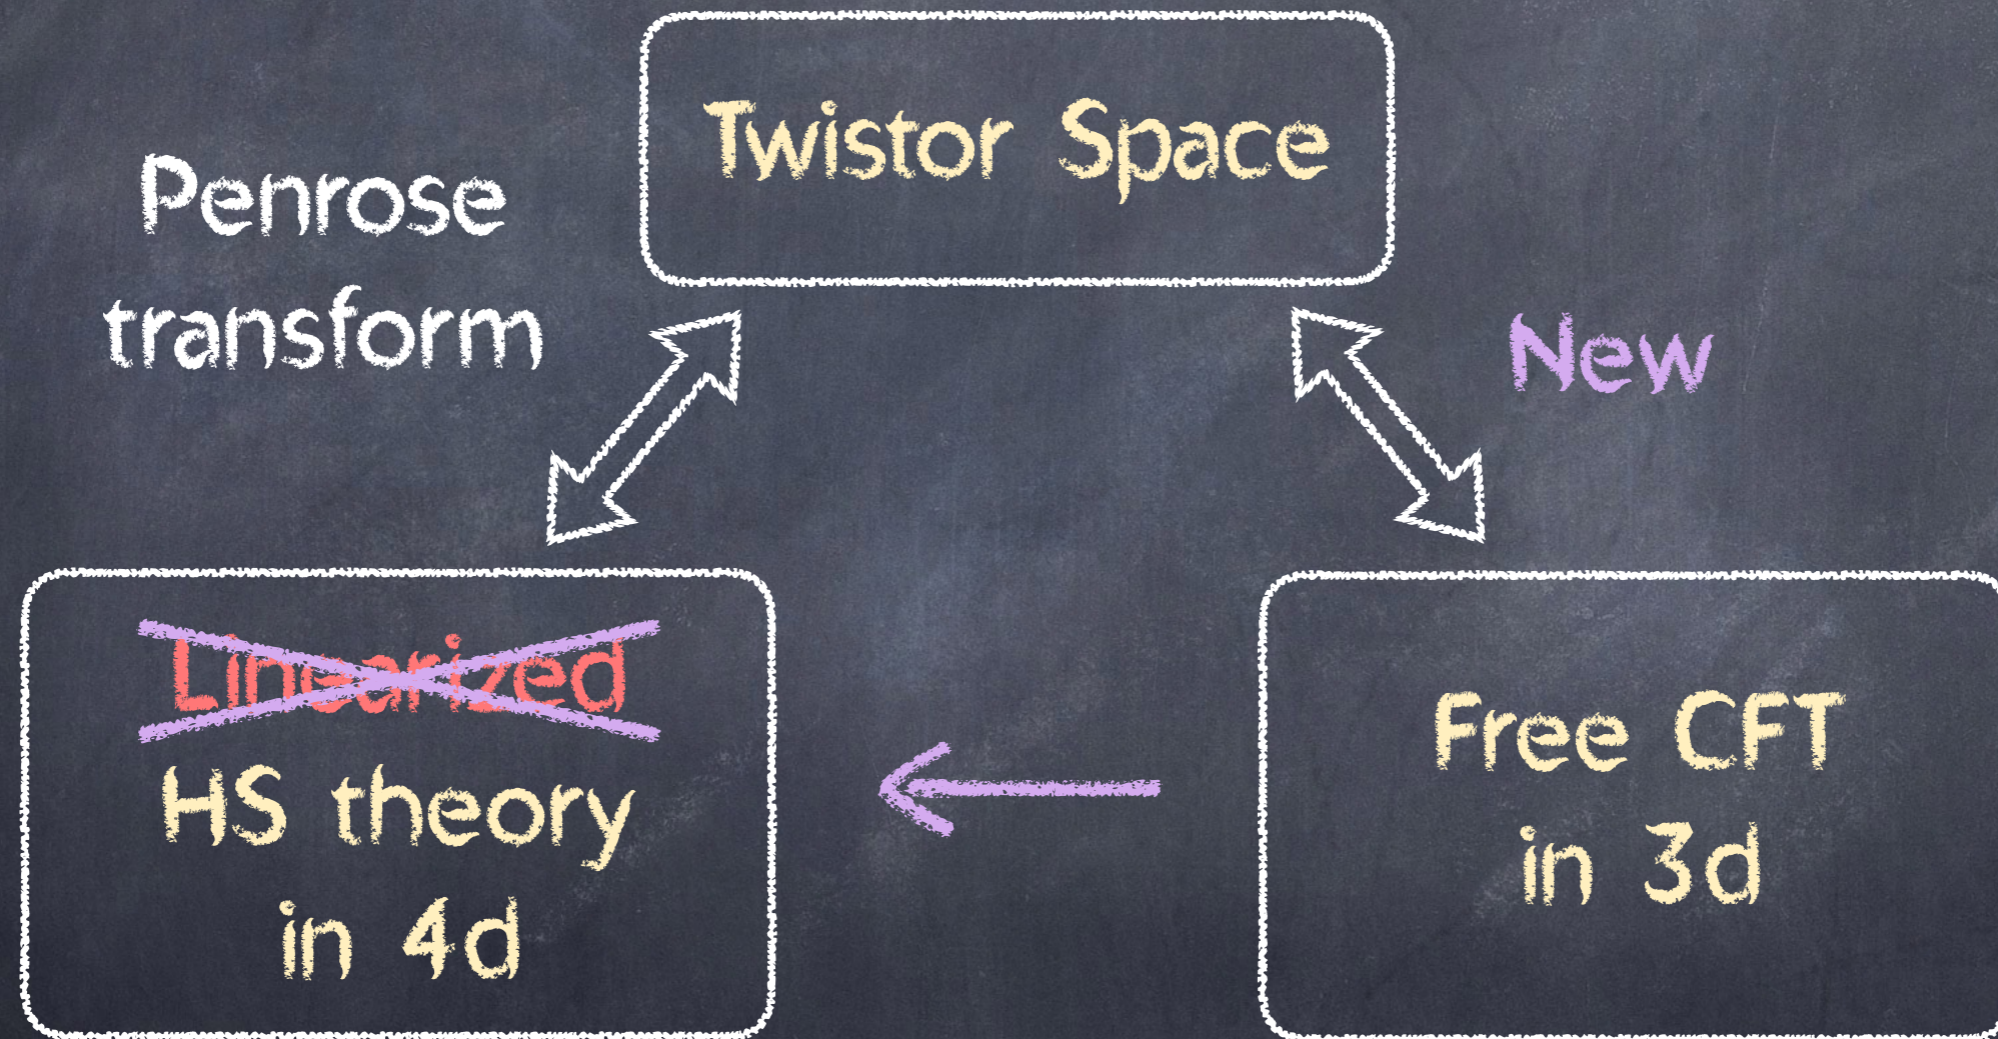 Twistor Space
Penrose
transform
New
Linearized
HS theory
in 4d
Free CFT
in 3d